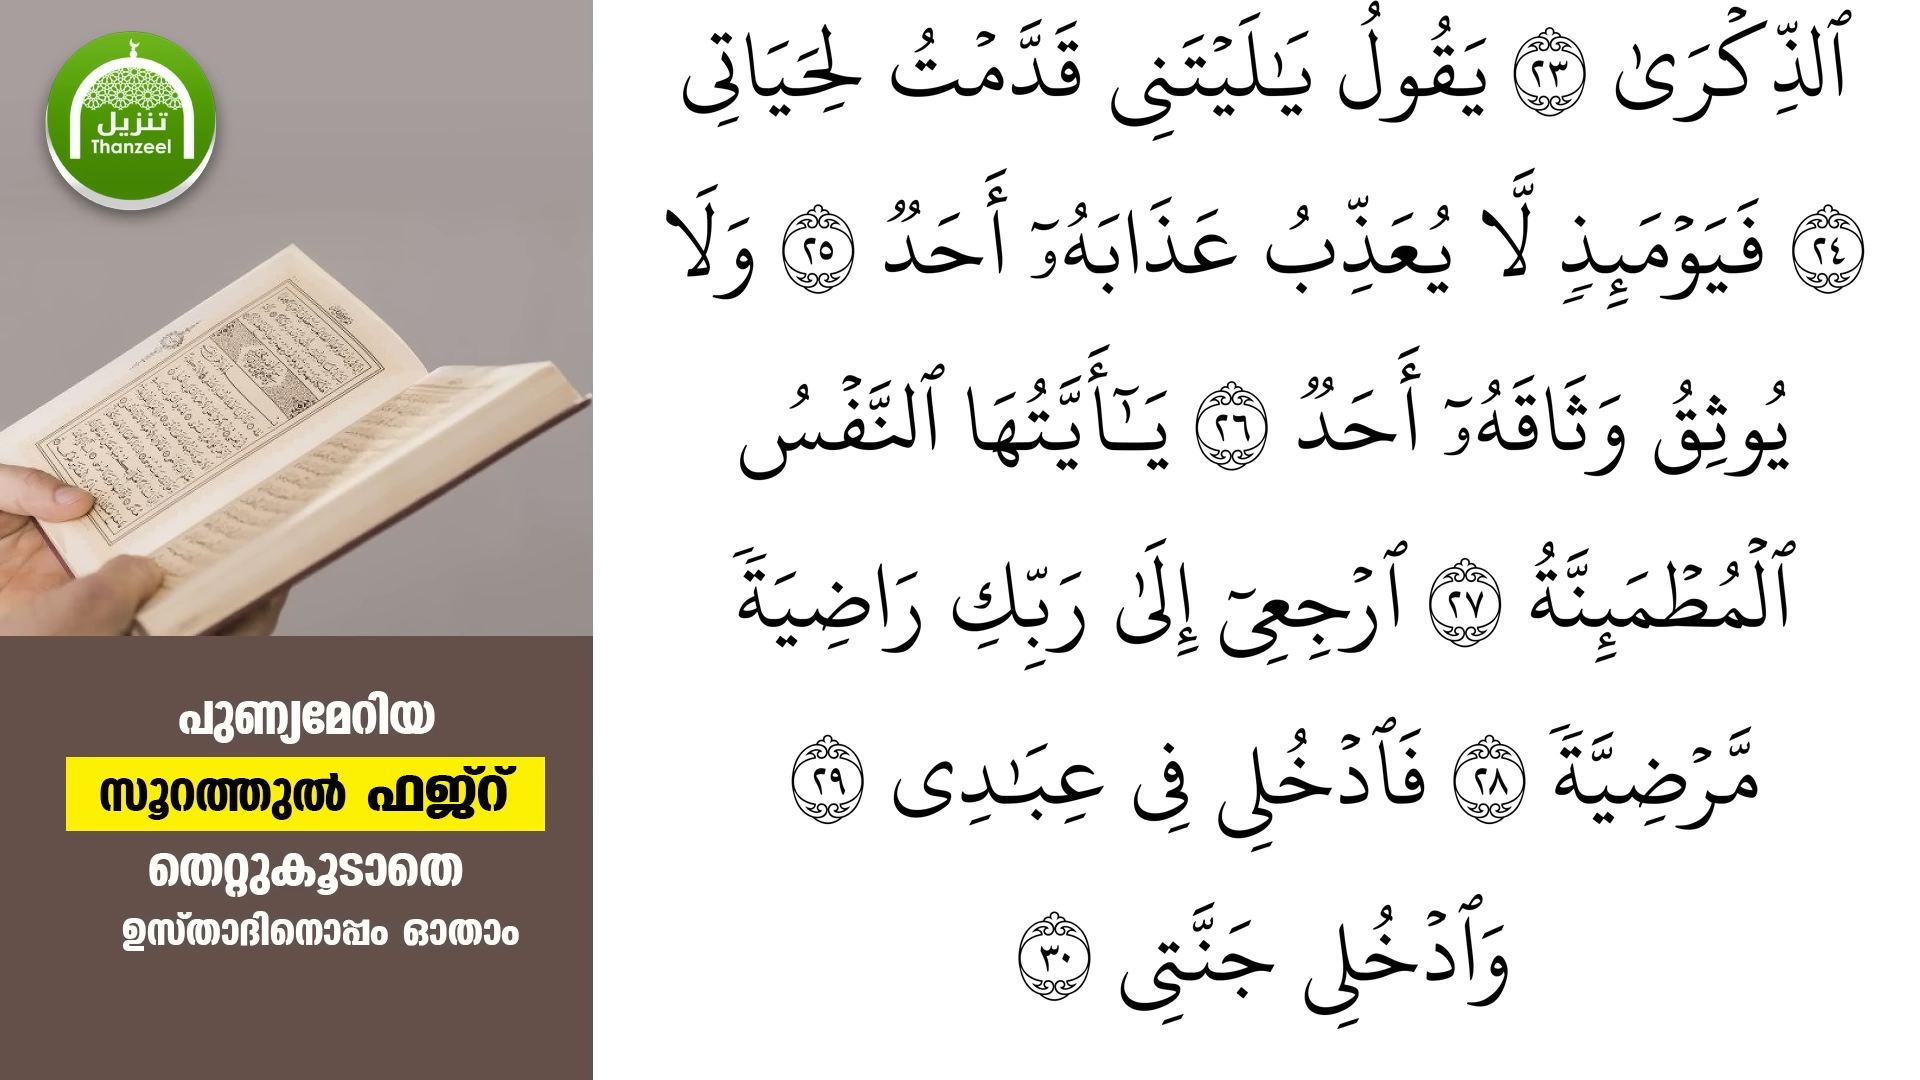 تنزيل
Thanzeel
പുണ്യമേറിയ
സൂറത്തുൽ ഫജ്റ്
തെറ്റുകൂടാതെ
ഉസ്താദിനൊപ്പം ഓതാം
ٱلذِّكۡرَىٰ ٢٣ يَقُولُ يَٰلَيۡتَنِي قَدَّمۡتُ لِحَيَاتِي
٢٤ فَيَوۡمَئِذٖ لَّا يُعَذِّبُ عَذَابَهُۥٓ أَحَدٞ ٢٥ وَلَا
يُوثِقُ وَثَاقَهُۥٓ أَحَدٞ ٢٦ يَٰٓأَيَّتُهَا ٱلنَّفۡسُ
ٱلۡمُطۡمَئِنَّةُ ٢٧ ٱرۡجِعِيٓ إِلَىٰ رَبِّكِ رَاضِيَةٗ
مَّرۡضِيَّةٗ ٢٨ فَٱدۡخُلِي فِي عِبَٰدِي ٢٩
وَٱدۡخُلِي جَنَّتِي ٣٠